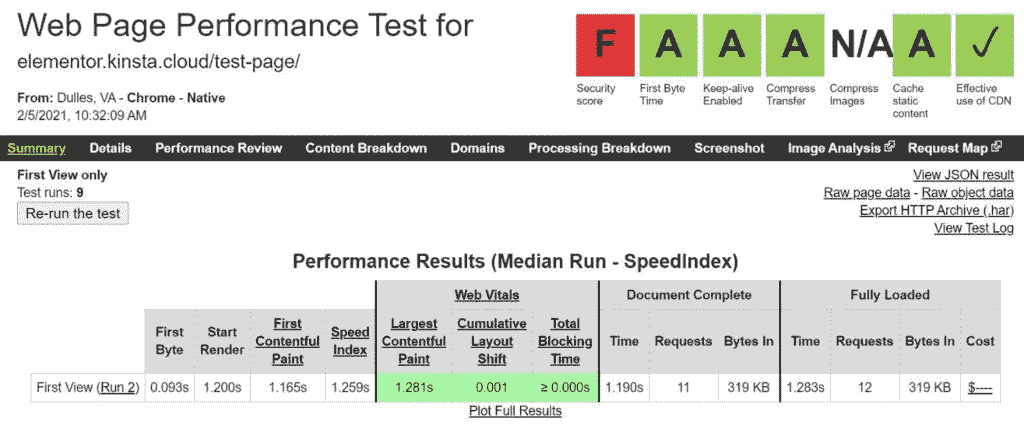 Web Page Performance Test for
elementor.kinsta.cloud/test-page/
From: Dulles, VA - Chrome - Native
2/5/2021, 10:32:09 AM
F A A A N/A A ✓
Security score
First Byte Time
Keep-alive Enabled
Compress Transfer
Compress Images
Cache static content
Effective use of CDN
Summary Details Performance Review Content Breakdown Domains Processing Breakdown Screenshot Image Analysis Request Map
First View only
Test runs: 9
Re-run the test
View JSON result
Raw page data - Raw object data
Export HTTP Archive (.har)
View Test Log
Performance Results (Median Run - SpeedIndex)
Web Vitals Document Complete Fully Loaded
First Byte
Start Render
First Contentful Paint
Speed Index
Largest Contentful Paint
Cumulative Layout Shift
Total Blocking Time
Time Requests Bytes In Time Requests Bytes In Cost
First View (Run 2) 0.093s 1.200s 1.165s 1.259s 1.281s 0.001 ≥ 0.000s 1.190s 11 319 KB 1.283s 12 319 KB $----
Plot Full Results